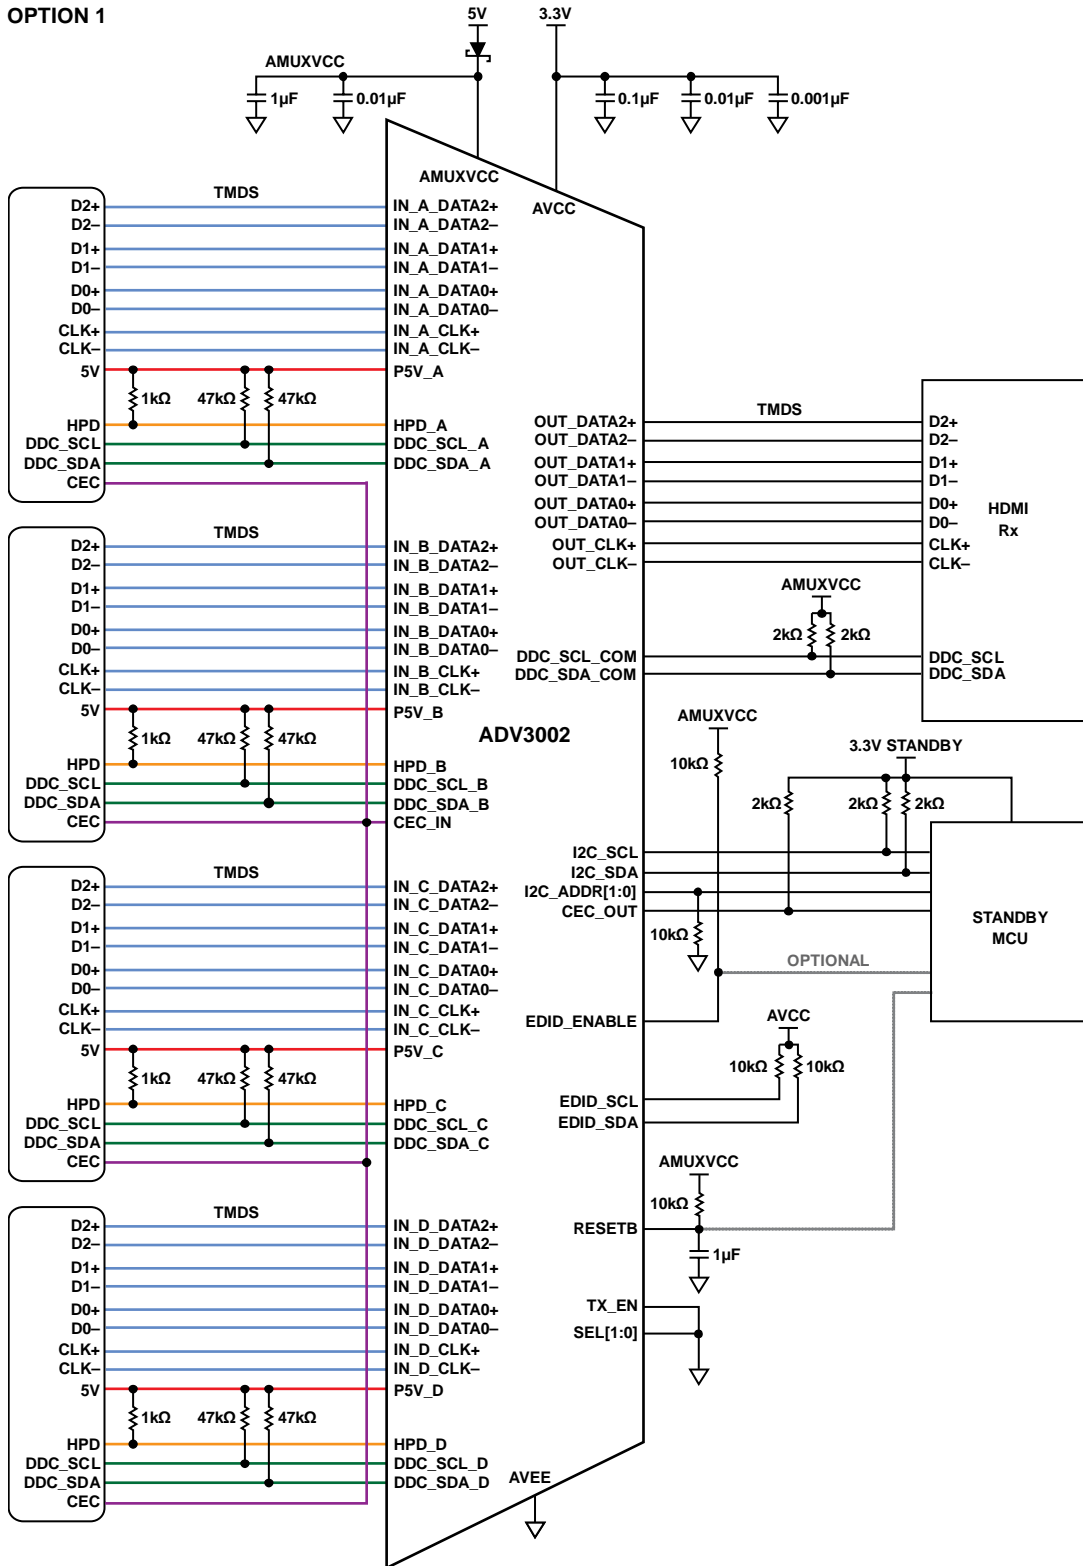 OPTION 1
5V
3.3V
AMUXVCC
1µF
0.01µF
0.1µF
0.01µF
0.001µF
AMUXVCC
AVCC
TMDS
D2+
IN_A_DATA2+
D2–
IN_A_DATA2–
D1+
IN_A_DATA1+
D1–
IN_A_DATA1–
D0+
IN_A_DATA0+
D0–
IN_A_DATA0–
CLK+
IN_A_CLK+
CLK–
IN_A_CLK–
5V
P5V_A
1kΩ
47kΩ
47kΩ
HPD
HPD_A
DDC_SCL
DDC_SCL_A
DDC_SDA
DDC_SDA_A
CEC
TMDS
D2+
IN_B_DATA2+
D2–
IN_B_DATA2–
D1+
IN_B_DATA1+
D1–
IN_B_DATA1–
D0+
IN_B_DATA0+
D0–
IN_B_DATA0–
CLK+
IN_B_CLK+
CLK–
IN_B_CLK–
5V
P5V_B
1kΩ
47kΩ
47kΩ
HPD
HPD_B
DDC_SCL
DDC_SCL_B
DDC_SDA
DDC_SDA_B
CEC
CEC_IN
TMDS
D2+
IN_C_DATA2+
D2–
IN_C_DATA2–
D1+
IN_C_DATA1+
D1–
IN_C_DATA1–
D0+
IN_C_DATA0+
D0–
IN_C_DATA0–
CLK+
IN_C_CLK+
CLK–
IN_C_CLK–
5V
P5V_C
1kΩ
47kΩ
47kΩ
HPD
HPD_C
DDC_SCL
DDC_SCL_C
DDC_SDA
DDC_SDA_C
CEC
TMDS
D2+
IN_D_DATA2+
D2–
IN_D_DATA2–
D1+
IN_D_DATA1+
D1–
IN_D_DATA1–
D0+
IN_D_DATA0+
D0–
IN_D_DATA0–
CLK+
IN_D_CLK+
CLK–
IN_D_CLK–
5V
P5V_D
1kΩ
47kΩ
47kΩ
HPD
HPD_D
DDC_SCL
DDC_SCL_D
DDC_SDA
DDC_SDA_D
CEC
ADV3002
AVEE
TMDS
OUT_DATA2+
D2+
OUT_DATA2–
D2–
OUT_DATA1+
D1+
OUT_DATA1–
D1–
OUT_DATA0+
D0+
OUT_DATA0–
D0–
OUT_CLK+
CLK+
OUT_CLK–
CLK–
HDMI
Rx
AMUXVCC
2kΩ
2kΩ
DDC_SCL_COM
DDC_SCL
DDC_SDA_COM
DDC_SDA
AMUXVCC
10kΩ
3.3V STANDBY
2kΩ
2kΩ
2kΩ
I2C_SCL
I2C_SDA
I2C_ADDR[1:0]
CEC_OUT
10kΩ
STANDBY
MCU
OPTIONAL
EDID_ENABLE
AVCC
10kΩ
10kΩ
EDID_SCL
EDID_SDA
AMUXVCC
10kΩ
RESETB
1µF
TX_EN
SEL[1:0]